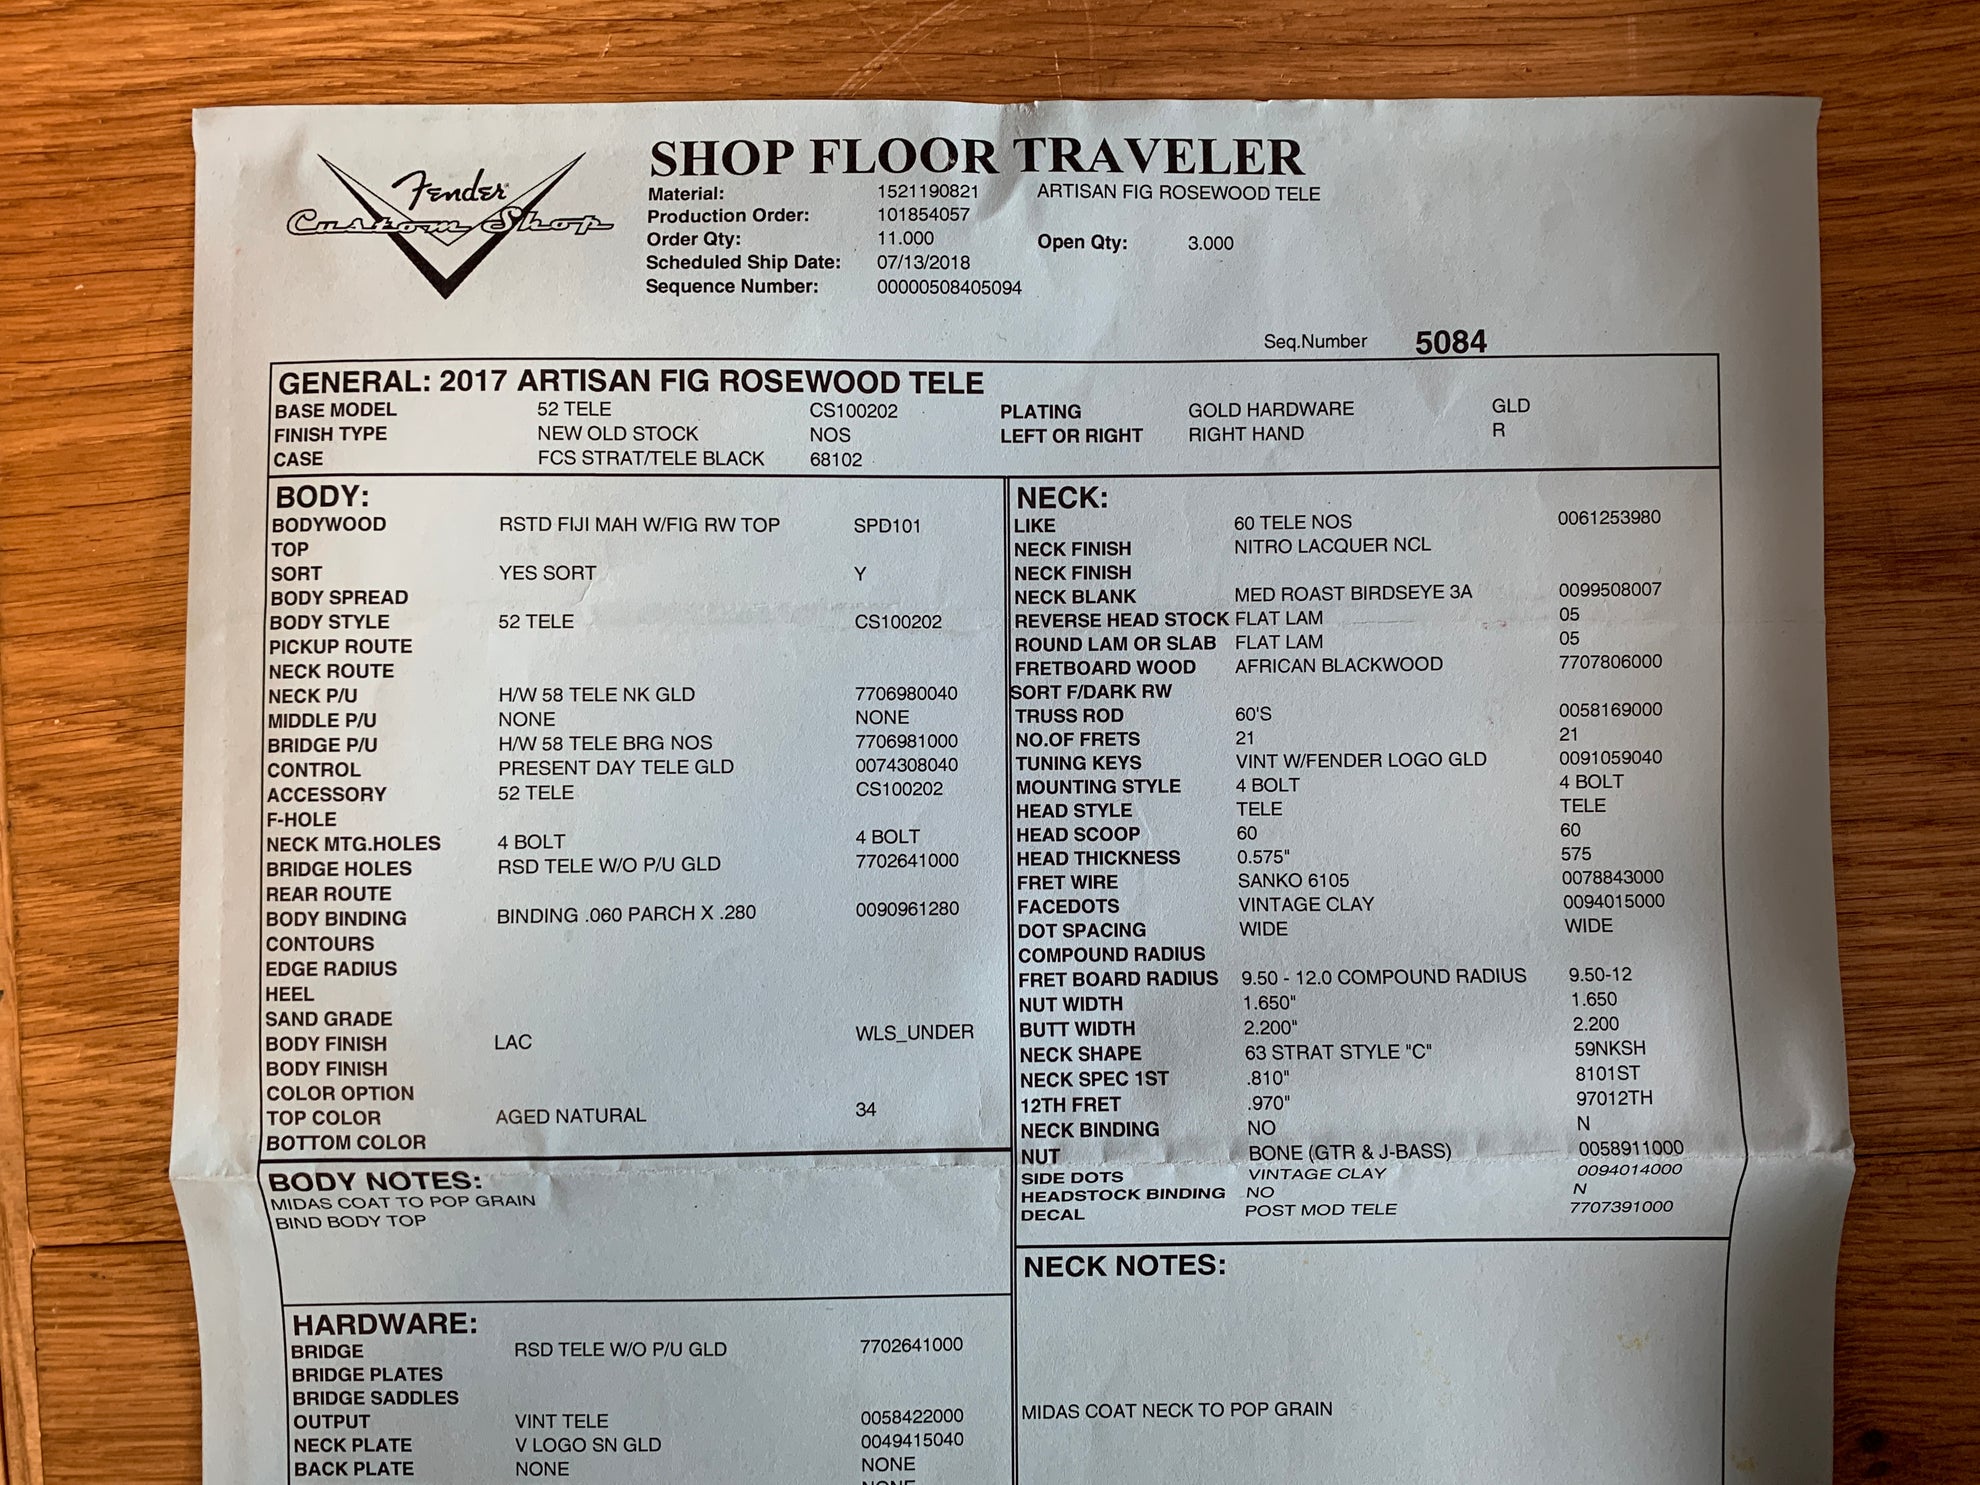 Fender
Custom Shop
SHOP FLOOR TRAVELER
Material: 1521190821 ARTISAN FIG ROSEWOOD TELE
Production Order: 101854057
Order Qty: 11.000 Open Qty: 3.000
Scheduled Ship Date: 07/13/2018
Sequence Number: 00000508405094
Seq.Number 5084
GENERAL: 2017 ARTISAN FIG ROSEWOOD TELE
BASE MODEL 52 TELE CS100202 PLATING GOLD HARDWARE GLD
FINISH TYPE NEW OLD STOCK NOS LEFT OR RIGHT RIGHT HAND R
CASE FCS STRAT/TELE BLACK 68102
BODY:
BODYWOOD RSTD FIJI MAH W/FIG RW TOP SPD101
TOP
SORT YES SORT Y
BODY SPREAD
BODY STYLE 52 TELE CS100202
PICKUP ROUTE
NECK ROUTE
NECK P/U H/W 58 TELE NK GLD 7706980040
MIDDLE P/U NONE NONE
BRIDGE P/U H/W 58 TELE BRG NOS 7706981000
CONTROL PRESENT DAY TELE GLD 0074308040
ACCESSORY 52 TELE CS100202
F-HOLE
NECK MTG.HOLES 4 BOLT 4 BOLT
BRIDGE HOLES RSD TELE W/O P/U GLD 7702641000
REAR ROUTE
BODY BINDING BINDING .060 PARCH X .280 0090961280
CONTOURS
EDGE RADIUS
HEEL
SAND GRADE
BODY FINISH LAC WLS_UNDER
BODY FINISH
COLOR OPTION
TOP COLOR AGED NATURAL 34
BOTTOM COLOR
BODY NOTES:
MIDAS COAT TO POP GRAIN
BIND BODY TOP
HARDWARE:
BRIDGE RSD TELE W/O P/U GLD 7702641000
BRIDGE PLATES
BRIDGE SADDLES
OUTPUT VINT TELE 0058422000
NECK PLATE V LOGO SN GLD 0049415040
BACK PLATE NONE NONE
NECK:
LIKE 60 TELE NOS 0061253980
NECK FINISH NITRO LACQUER NCL
NECK FINISH
NECK BLANK MED ROAST BIRDSEYE 3A 0099508007
REVERSE HEAD STOCK FLAT LAM 05
ROUND LAM OR SLAB FLAT LAM 05
FRETBOARD WOOD AFRICAN BLACKWOOD 7707806000
SORT F/DARK RW
TRUSS ROD 60'S 0058169000
NO.OF FRETS 21 21
TUNING KEYS VINT W/FENDER LOGO GLD 0091059040
MOUNTING STYLE 4 BOLT 4 BOLT
HEAD STYLE TELE TELE
HEAD SCOOP 60 60
HEAD THICKNESS 0.575" 575
FRET WIRE SANKO 6105 0078843000
FACEDOTS VINTAGE CLAY 0094015000
DOT SPACING WIDE WIDE
COMPOUND RADIUS
FRET BOARD RADIUS 9.50 - 12.0 COMPOUND RADIUS 9.50-12
NUT WIDTH 1.650" 1.650
BUTT WIDTH 2.200" 2.200
NECK SHAPE 63 STRAT STYLE "C" 59NKSH
NECK SPEC 1ST .810" 8101ST
12TH FRET .970" 97012TH
NECK BINDING NO N
NUT BONE (GTR & J-BASS) 0058911000
SIDE DOTS VINTAGE CLAY 0094014000
HEADSTOCK BINDING NO N
DECAL POST MOD TELE 7707391000
NECK NOTES:
MIDAS COAT NECK TO POP GRAIN